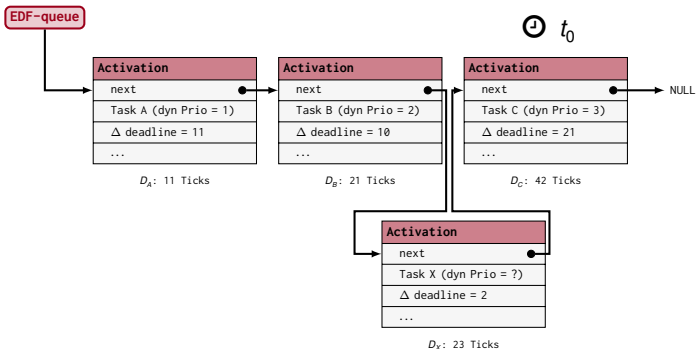 EDF-queue
t0
Activation
next
Task A (dyn Prio = 1)
Δ deadline = 11
...
DA: 11 Ticks
Activation
next
Task B (dyn Prio = 2)
Δ deadline = 10
...
DB: 21 Ticks
Activation
next
Task C (dyn Prio = 3)
Δ deadline = 21
...
DC: 42 Ticks
NULL
Activation
next
Task X (dyn Prio = ?)
Δ deadline = 2
...
DX: 23 Ticks